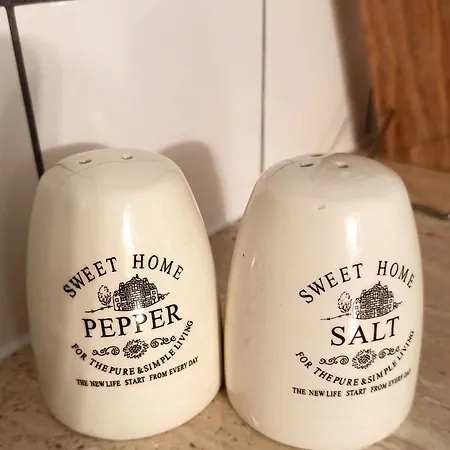 SWEET HOME
PEPPER
FOR THE PURE & SIMPLE LIVING
THE NEW LIFE START FROM EVERY DAY
SWEET HOME
SALT
FOR THE PURE & SIMPLE LIVING
THE NEW LIFE START FROM EVERY DAY